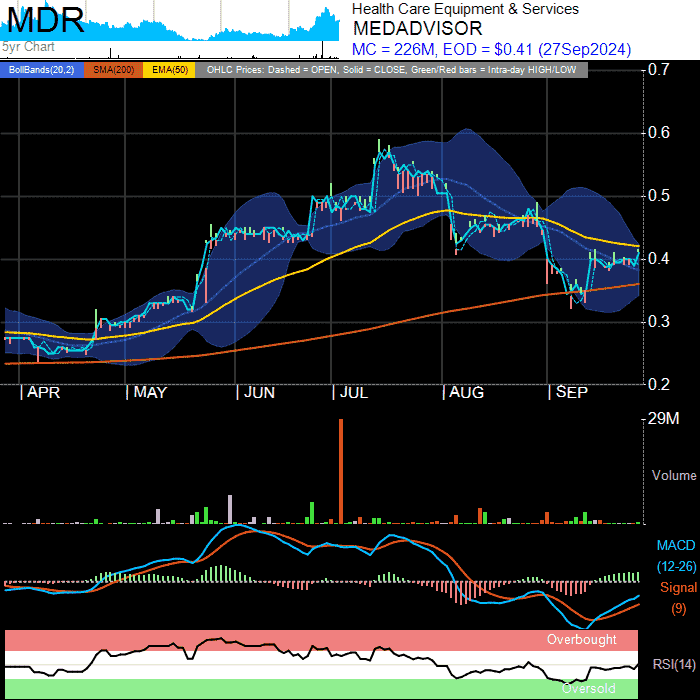 MDR
5yr Chart
Health Care Equipment & Services
MEDADVISOR
MC = 226M, EOD = $0.41 (27Sep2024)
BollBands(20,2) SMA(200) EMA(50) OHLC Prices: Dashed = OPEN, Solid = CLOSE, Green/Red bars = Intra-day HIGH/LOW
0.7
0.6
0.5
0.4
0.3
0.2
| APR | MAY | JUN | JUL | AUG | SEP
29M
Volume
MACD
(12-26)
Signal
(9)
Overbought
RSI(14)
Oversold